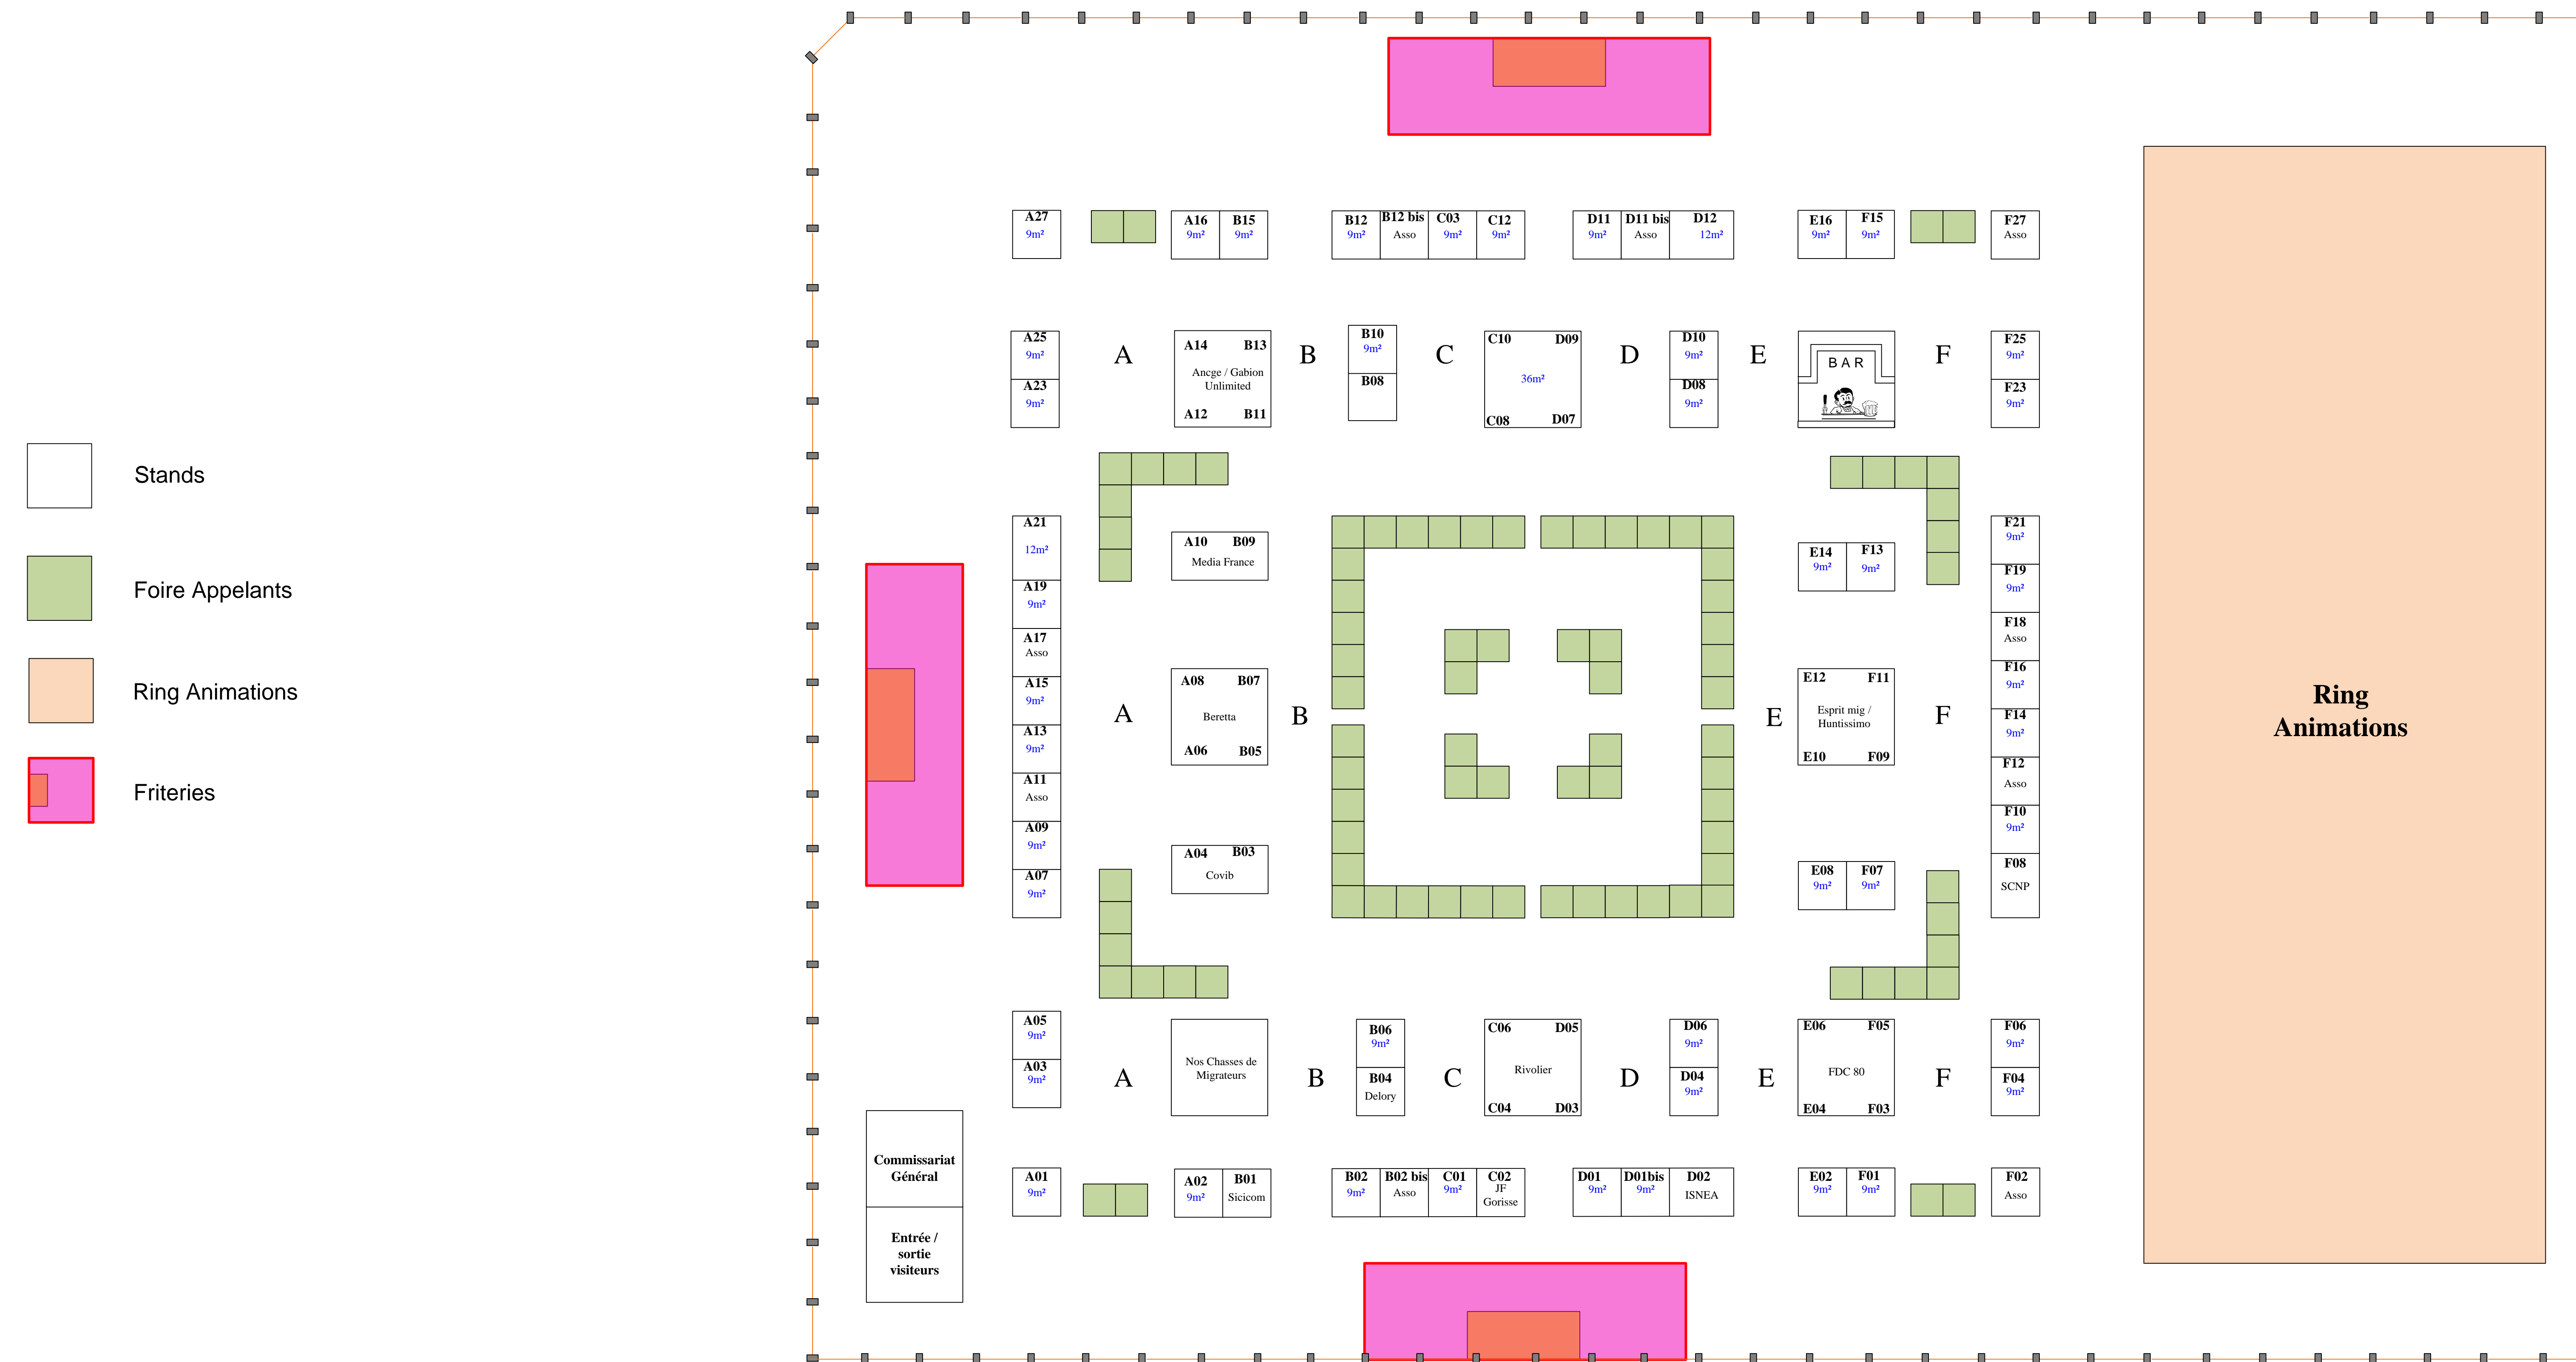 Stands
Foire Appelants
Ring Animations
Friteries
A27
9m²
A16
9m²
B15
9m²
B12
9m²
B12 bis
Asso
C03
9m²
C12
9m²
D11
9m²
D11 bis
Asso
D12
12m²
E16
9m²
F15
9m²
F27
Asso
A25
9m²
A23
9m²
A
A14 B13
Ancge / Gabion
Unlimited
A12 B11
B
B10
9m²
B08
C
C10 D09
36m²
C08 D07
D
D10
9m²
D08
9m²
E
BAR
F
F25
9m²
F23
9m²
A21
12m²
A19
9m²
A17
Asso
A15
9m²
A13
9m²
A11
Asso
A09
9m²
A07
9m²
A10 B09
Media France
A
A08 B07
Beretta
A06 B05
B
A04 B03
Covib
E14
9m²
F13
9m²
E
E12 F11
Esprit mig /
Huntissimo
E10 F09
F
E08
9m²
F07
9m²
F21
9m²
F19
9m²
F18
Asso
F16
9m²
F14
9m²
F12
Asso
F10
9m²
F08
SCNP
Ring
Animations
A05
9m²
A03
9m²
A
Nos Chasses de
Migrateurs
B
B06
9m²
B04
Delory
C
C06 D05
Rivolier
C04 D03
D
D06
9m²
D04
9m²
E
E06 F05
FDC 80
E04 F03
F
F06
9m²
F04
9m²
Commissariat
Général
Entrée /
sortie
visiteurs
A01
9m²
A02
9m²
B01
Sicicom
B02
9m²
B02 bis
Asso
C01
9m²
C02
JF
Gorisse
D01
9m²
D01bis
9m²
D02
ISNEA
E02
9m²
F01
9m²
F02
Asso